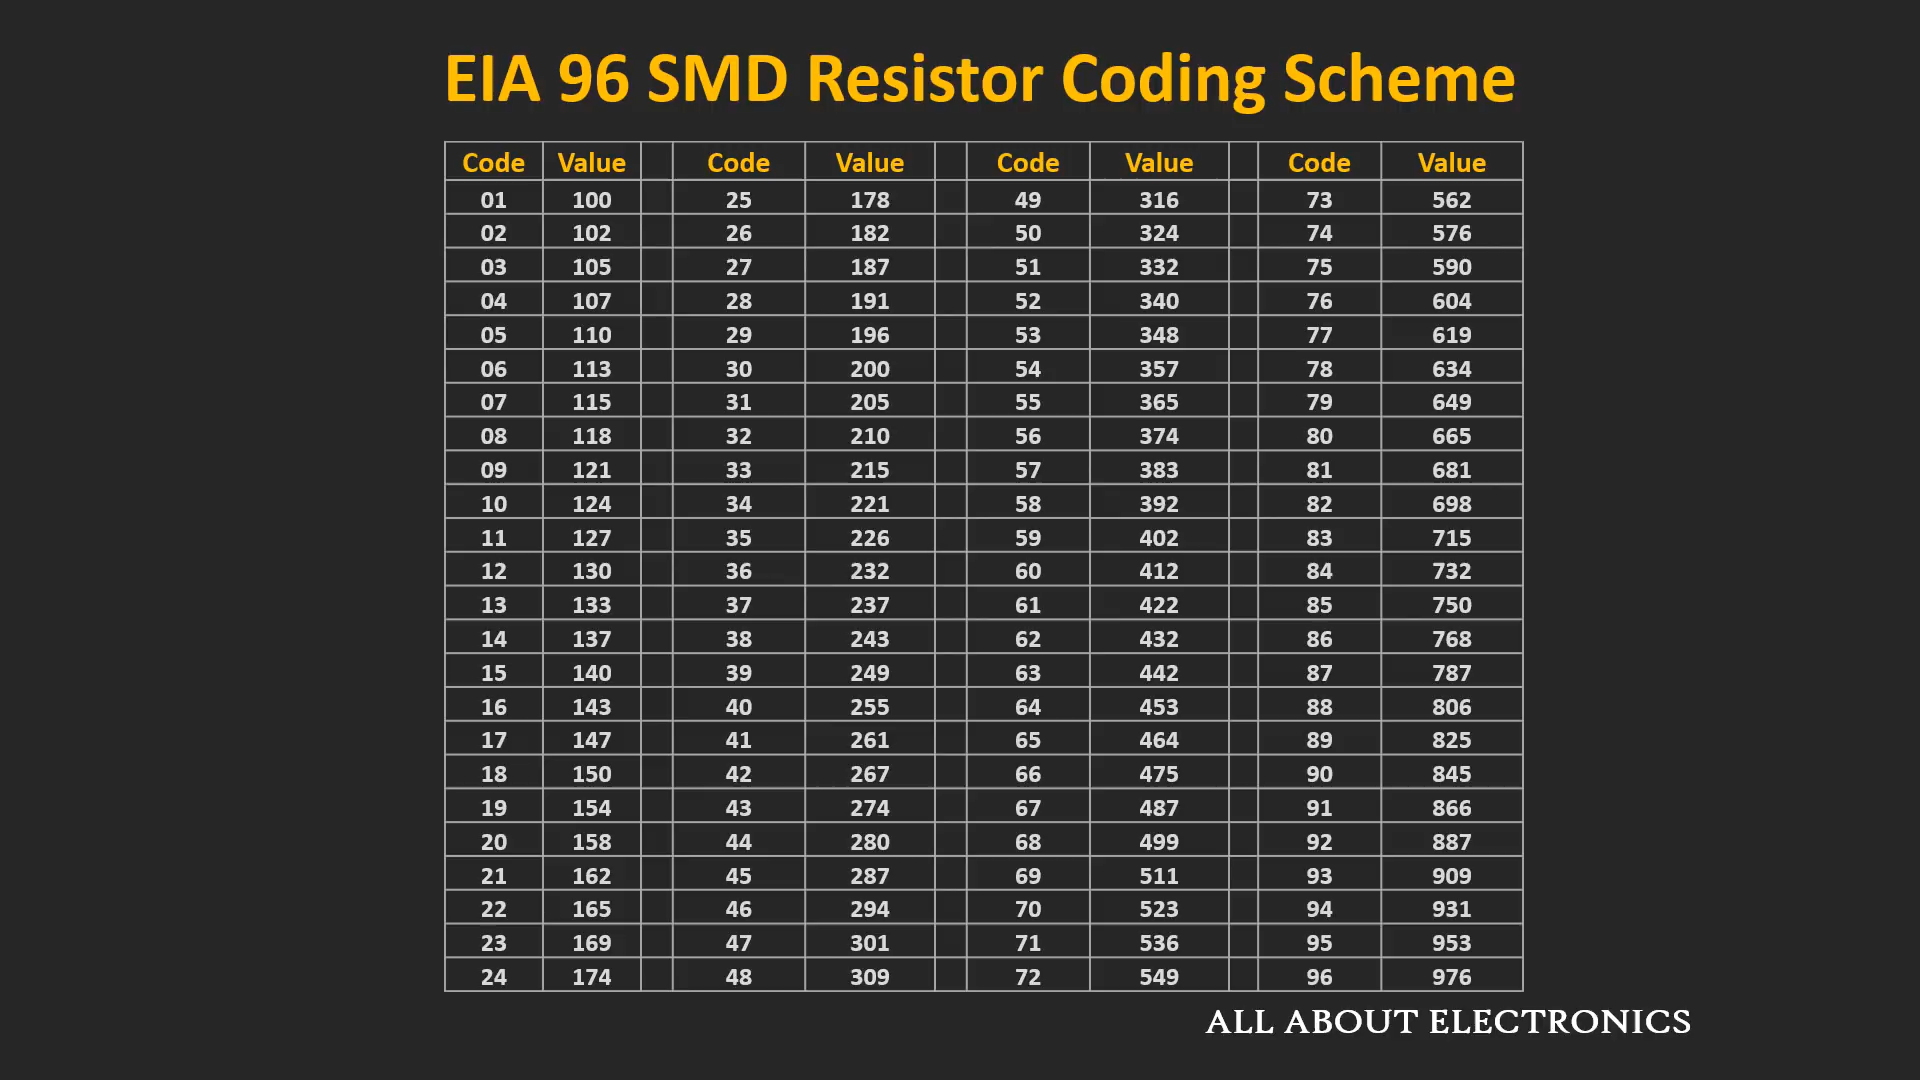 EIA 96 SMD Resistor Coding Scheme
Code Value Code Value Code Value Code Value
01 100 25 178 49 316 73 562
02 102 26 182 50 324 74 576
03 105 27 187 51 332 75 590
04 107 28 191 52 340 76 604
05 110 29 196 53 348 77 619
06 113 30 200 54 357 78 634
07 115 31 205 55 365 79 649
08 118 32 210 56 374 80 665
09 121 33 215 57 383 81 681
10 124 34 221 58 392 82 698
11 127 35 226 59 402 83 715
12 130 36 232 60 412 84 732
13 133 37 237 61 422 85 750
14 137 38 243 62 432 86 768
15 140 39 249 63 442 87 787
16 143 40 255 64 453 88 806
17 147 41 261 65 464 89 825
18 150 42 267 66 475 90 845
19 154 43 274 67 487 91 866
20 158 44 280 68 499 92 887
21 162 45 287 69 511 93 909
22 165 46 294 70 523 94 931
23 169 47 301 71 536 95 953
24 174 48 309 72 549 96 976
ALL ABOUT ELECTRONICS